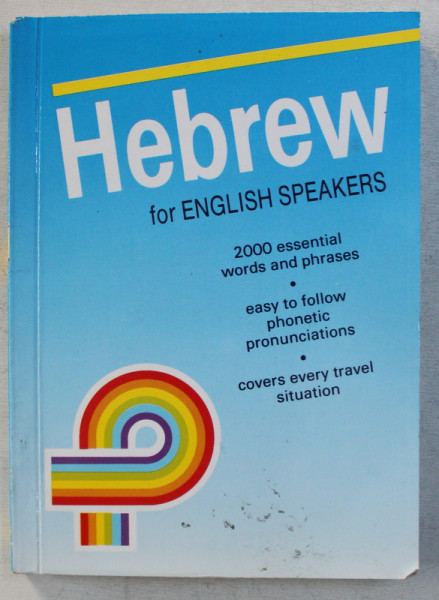 Hebrew
for ENGLISH SPEAKERS
2000 essential
words and phrases
•
easy to follow
phonetic
pronunciations
•
covers every travel
situation